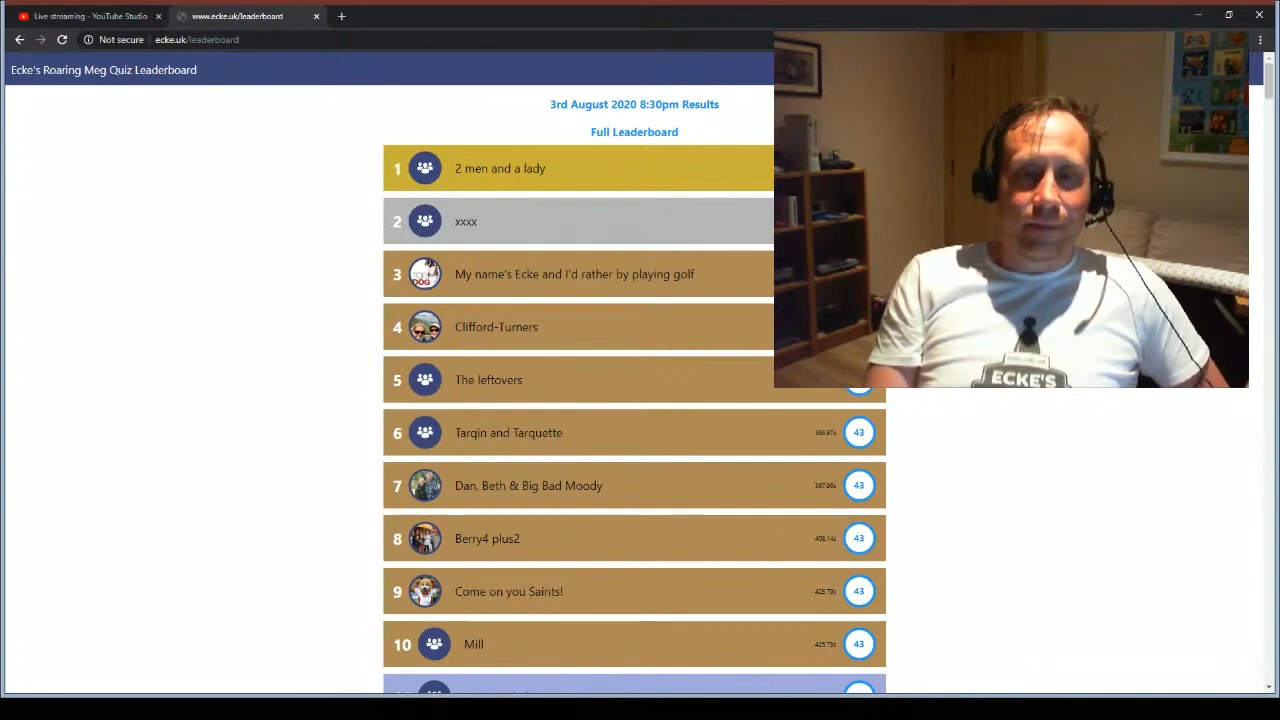 Live streaming - YouTube Studio
www.ecke.uk/leaderboard
Not secure
ecke.uk/leaderboard
Ecke's Roaring Meg Quiz Leaderboard
3rd August 2020 8:30pm Results
Full Leaderboard
1 2 men and a lady
2 xxxx
3 My name's Ecke and I'd rather by playing golf
DOG
4 Clifford-Turners
5 The leftovers
6 Tarqin and Tarquette 43
7 Dan, Beth & Big Bad Moody 43
8 Berry4 plus2 43
9 Come on you Saints! 43
10 Mill 43
ECKE'S